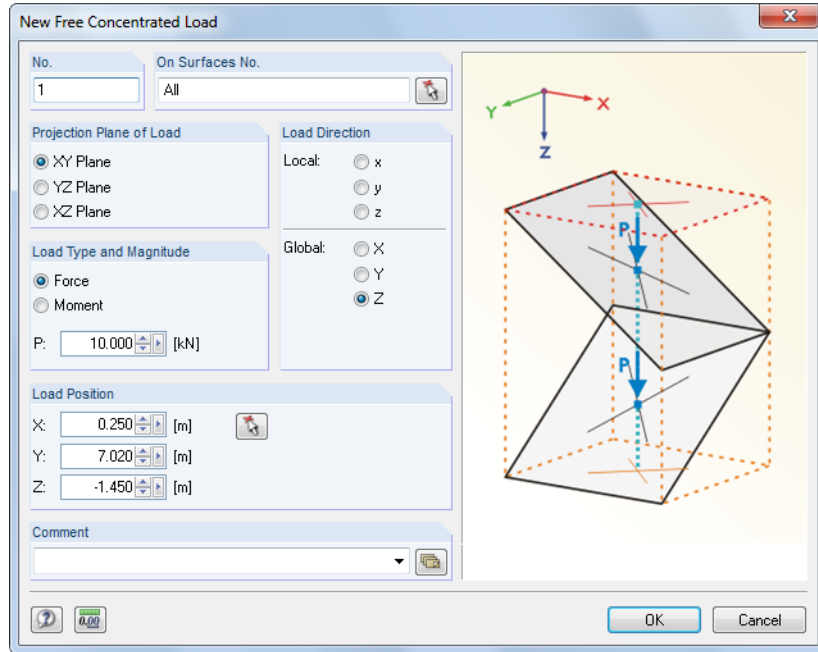 New Free Concentrated Load
No.
On Surfaces No.
1
All
Projection Plane of Load
XY Plane
YZ Plane
XZ Plane
Load Direction
Local:
x
y
z
Global:
X
Y
Z
Load Type and Magnitude
Force
Moment
P: 10.000 [kN]
Load Position
X: 0.250 [m]
Y: 7.020 [m]
Z: -1.450 [m]
Comment
Y
X
Z
P
P
0.00
OK
Cancel